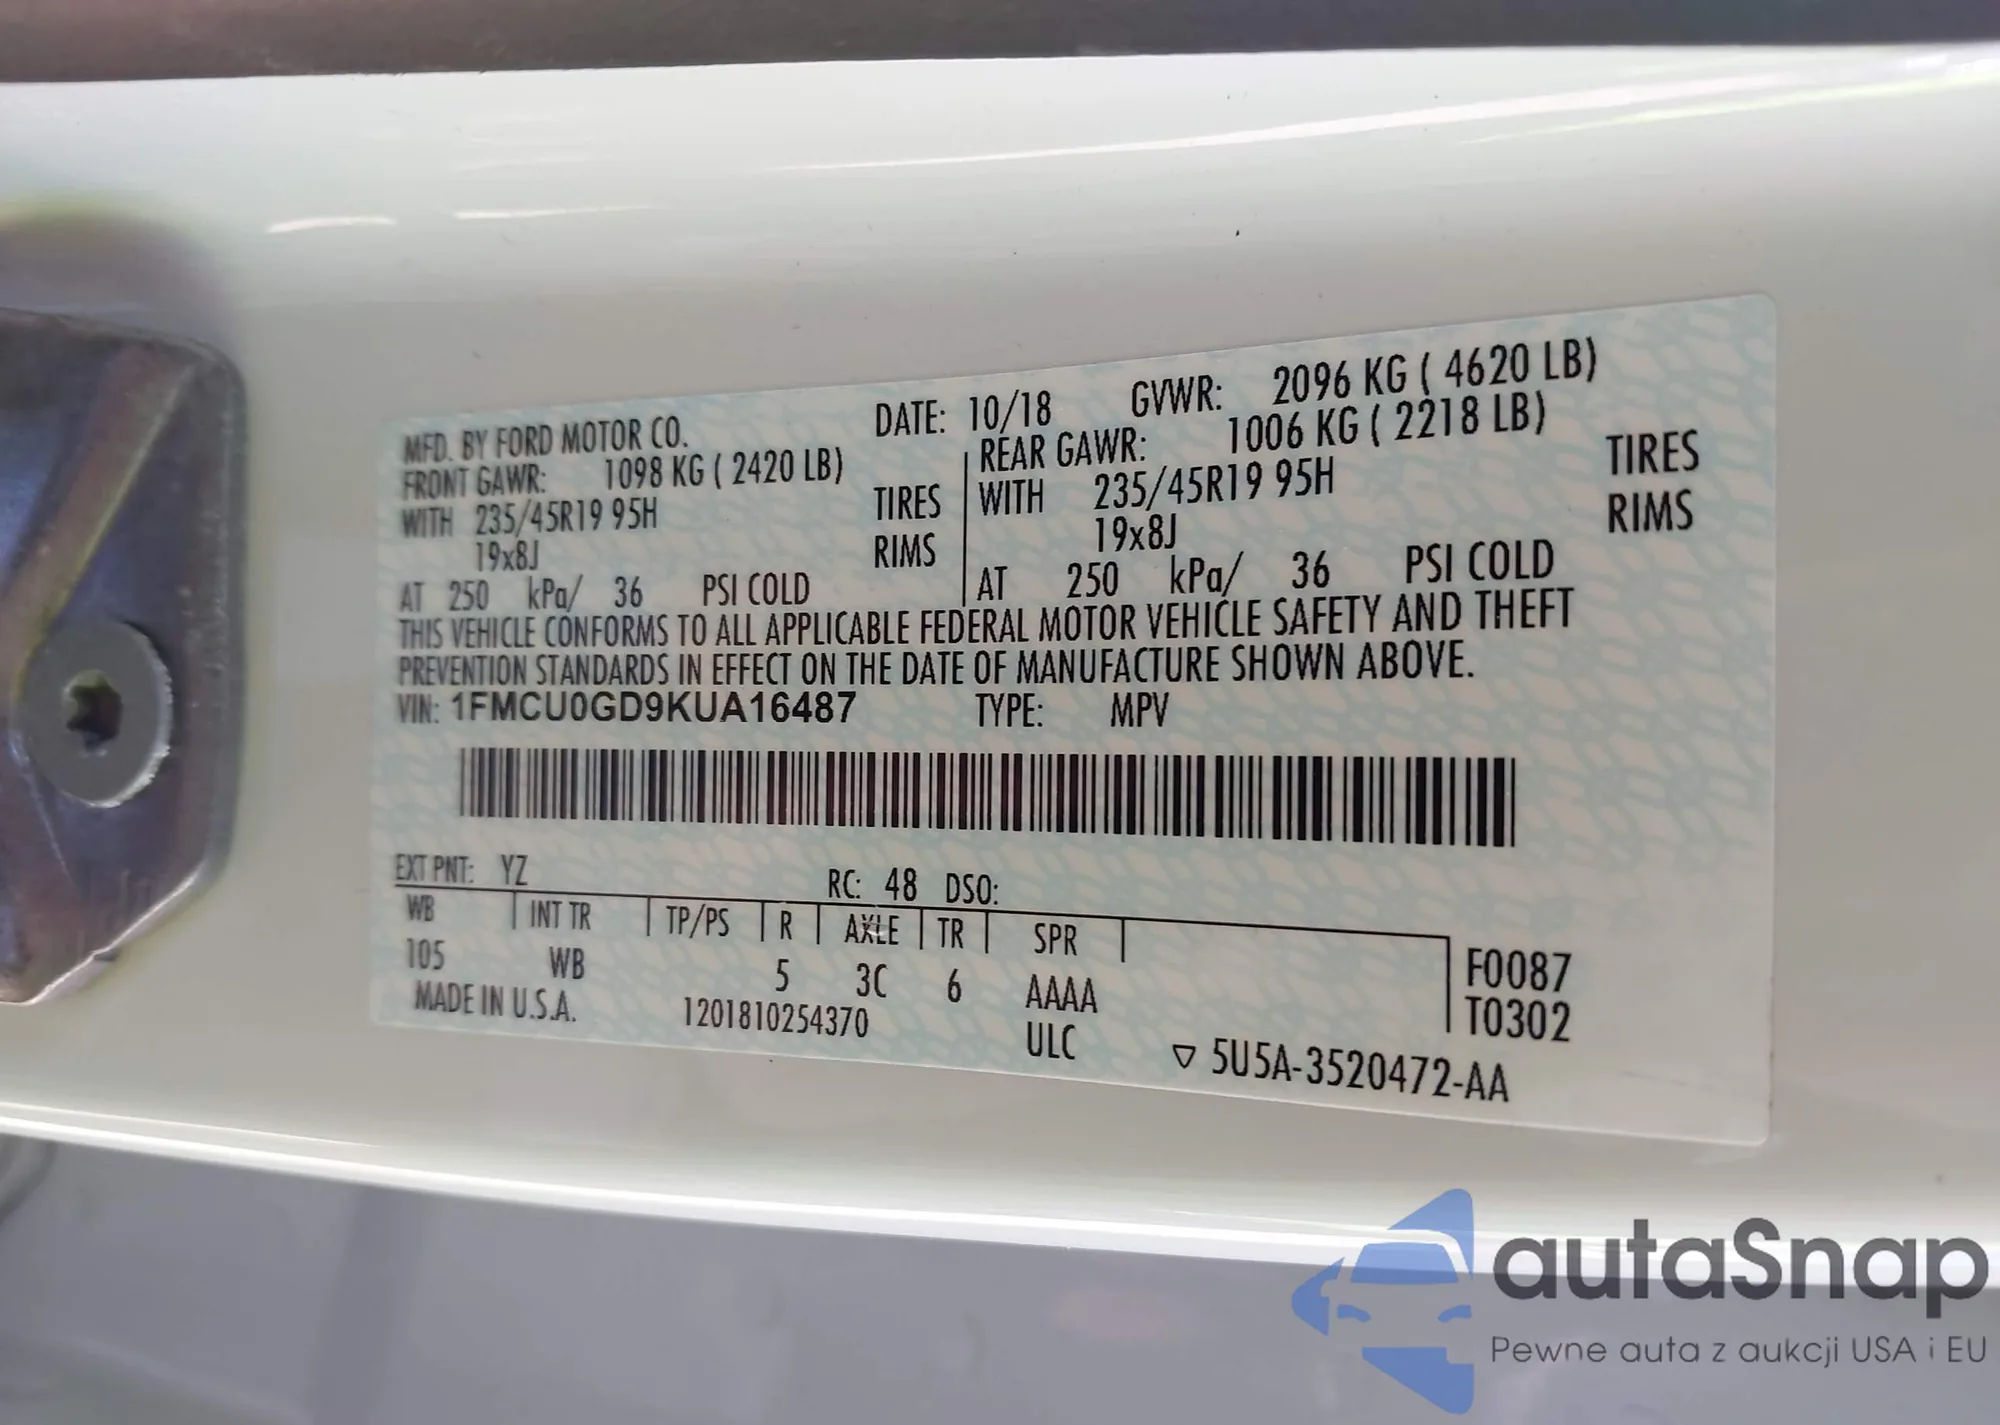 MFD. BY FORD MOTOR CO. DATE: 10/18 GVWR: 2096 KG ( 4620 LB)
FRONT GAWR: 1098 KG ( 2420 LB) REAR GAWR: 1006 KG ( 2218 LB)
WITH 235/45R19 95H TIRES WITH 235/45R19 95H TIRES
19x8J RIMS 19x8J RIMS
AT 250 kPa/ 36 PSI COLD AT 250 kPa/ 36 PSI COLD
THIS VEHICLE CONFORMS TO ALL APPLICABLE FEDERAL MOTOR VEHICLE SAFETY AND THEFT
PREVENTION STANDARDS IN EFFECT ON THE DATE OF MANUFACTURE SHOWN ABOVE.
VIN: 1FMCU0GD9KUA16487 TYPE: MPV
EXT PNT: YZ RC: 48 DSO:
WB INT TR TP/PS R AXLE TR SPR
105 WB 5 3C 6 AAAA F0087
MADE IN U.S.A. 1201810254370 ULC T0302
▽ 5U5A-3520472-AA
autaSnap
Pewne auta z aukcji USA i EU